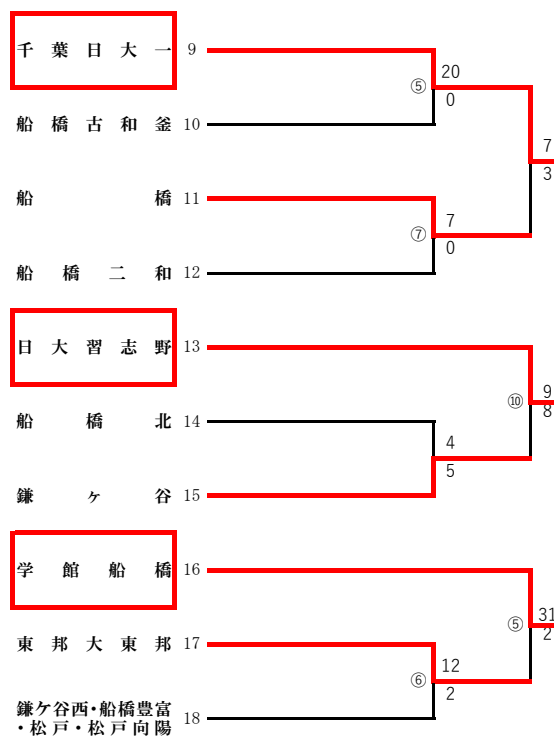 千葉日大一 9
20
⑤
0
船橋古和釜 10
7
3
船橋 11
7
⑦
0
船橋二和 12
日大習志野 13
9
⑩
8
船橋北 14
4
5
鎌ヶ谷 15
学館船橋 16
31
⑤
2
東邦大東邦 17
12
⑥
2
鎌ケ谷西・船橋豊富
・松戸・松戸向陽 18